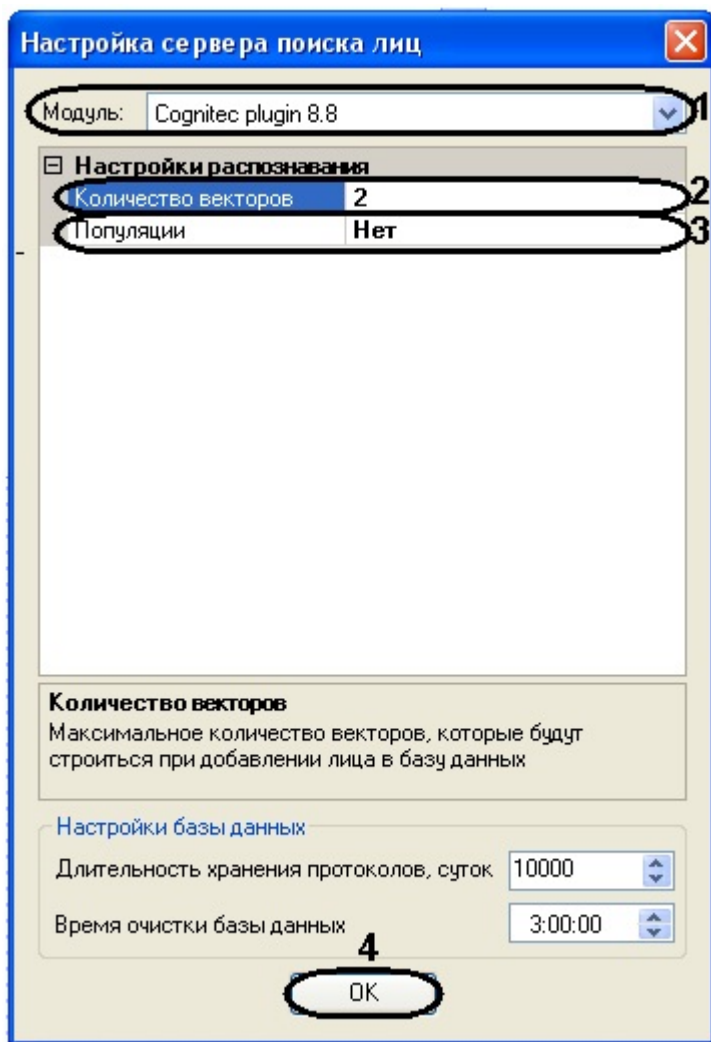 Настройка сервера поиска лиц
Модуль: Cognitec plugin 8.8 1
Настройки распознавания
Количество векторов 2 2
Популяции Нет 3
Количество векторов
Максимальное количество векторов, которые будут
строиться при добавлении лица в базу данных
Настройки базы данных
Длительность хранения протоколов, суток 10000
Время очистки базы данных 3:00:00
4
OK